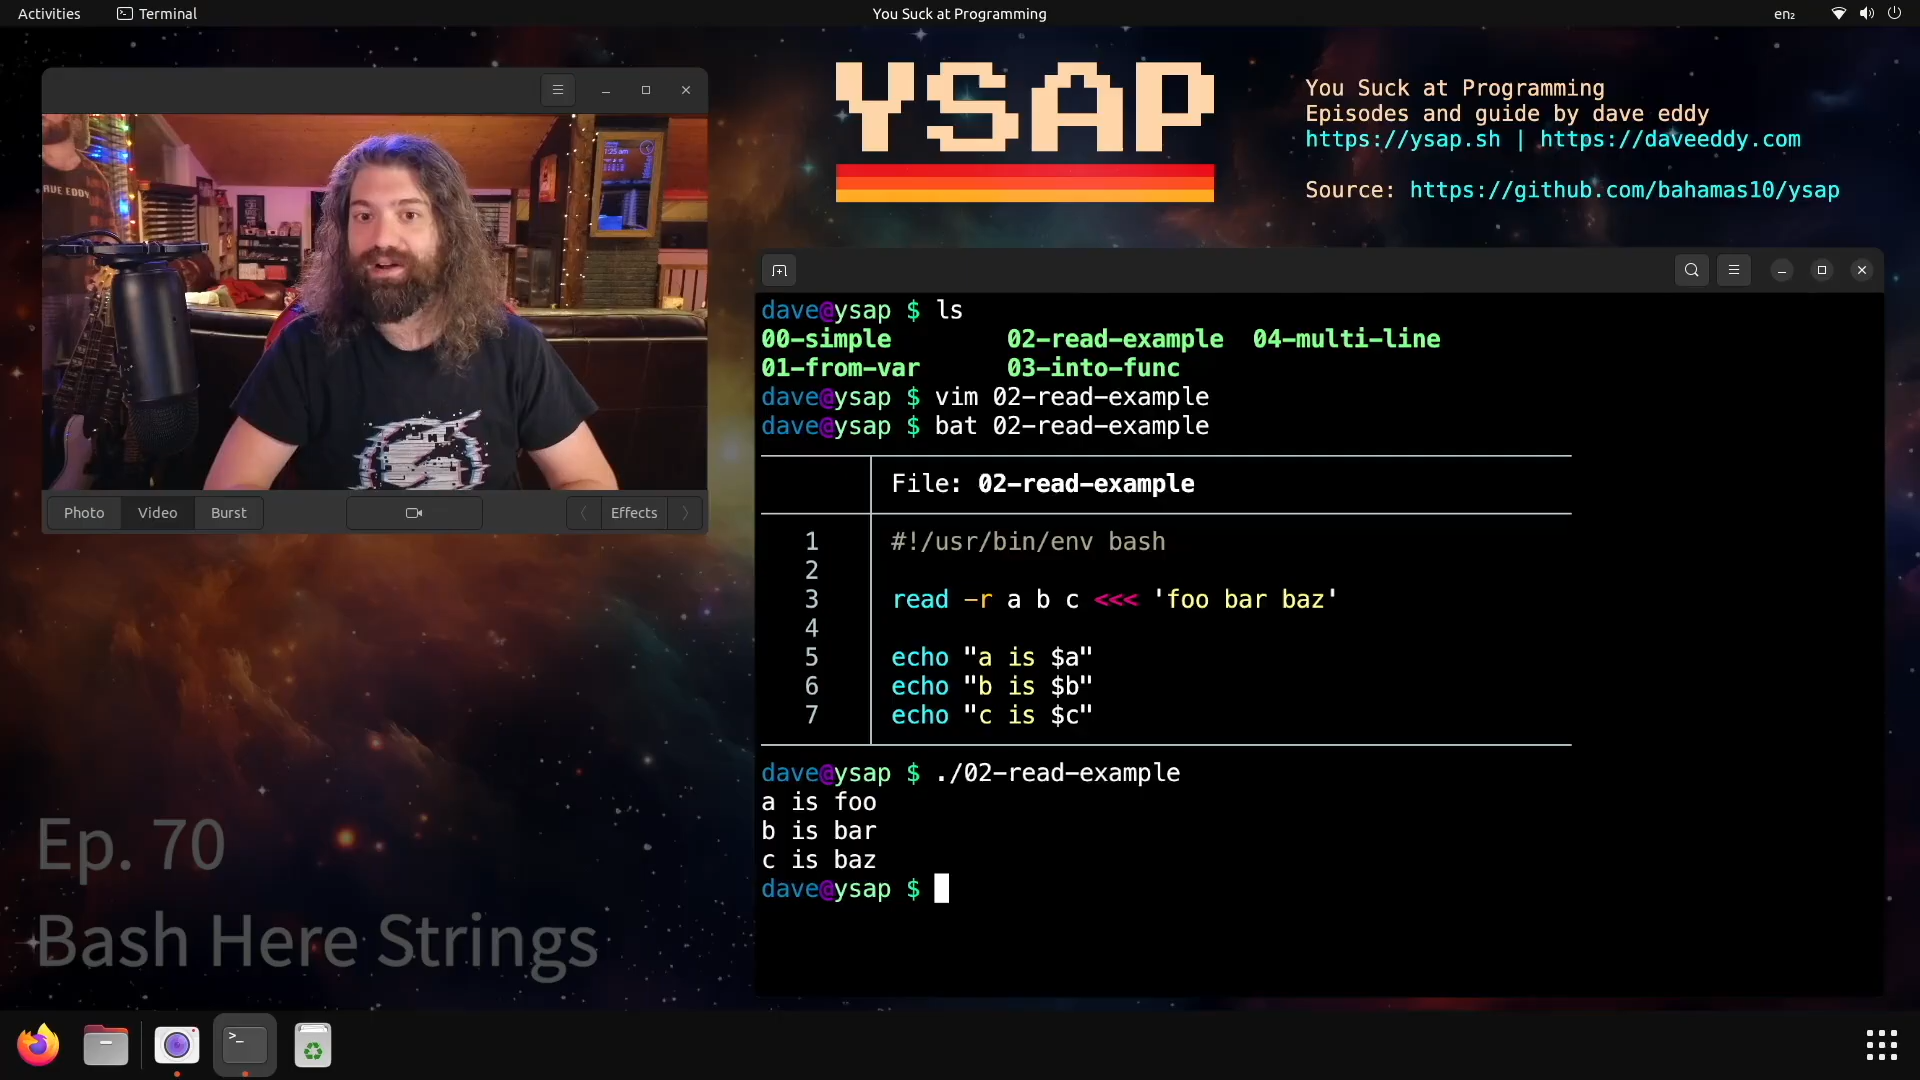 Activities
Terminal
You Suck at Programming
en₂
YSAP
You Suck at Programming
Episodes and guide by dave eddy
https://ysap.sh | https://daveeddy.com
Source: https://github.com/bahamas10/ysap
AVE EDDY
Photo
Video
Burst
Effects
dave@ysap $ ls
00-simple 02-read-example 04-multi-line
01-from-var 03-into-func
dave@ysap $ vim 02-read-example
dave@ysap $ bat 02-read-example
File: 02-read-example
1 #!/usr/bin/env bash
2
3 read -r a b c <<< 'foo bar baz'
4
5 echo "a is $a"
6 echo "b is $b"
7 echo "c is $c"
dave@ysap $ ./02-read-example
a is foo
b is bar
c is baz
dave@ysap $
Ep. 70
Bash Here Strings